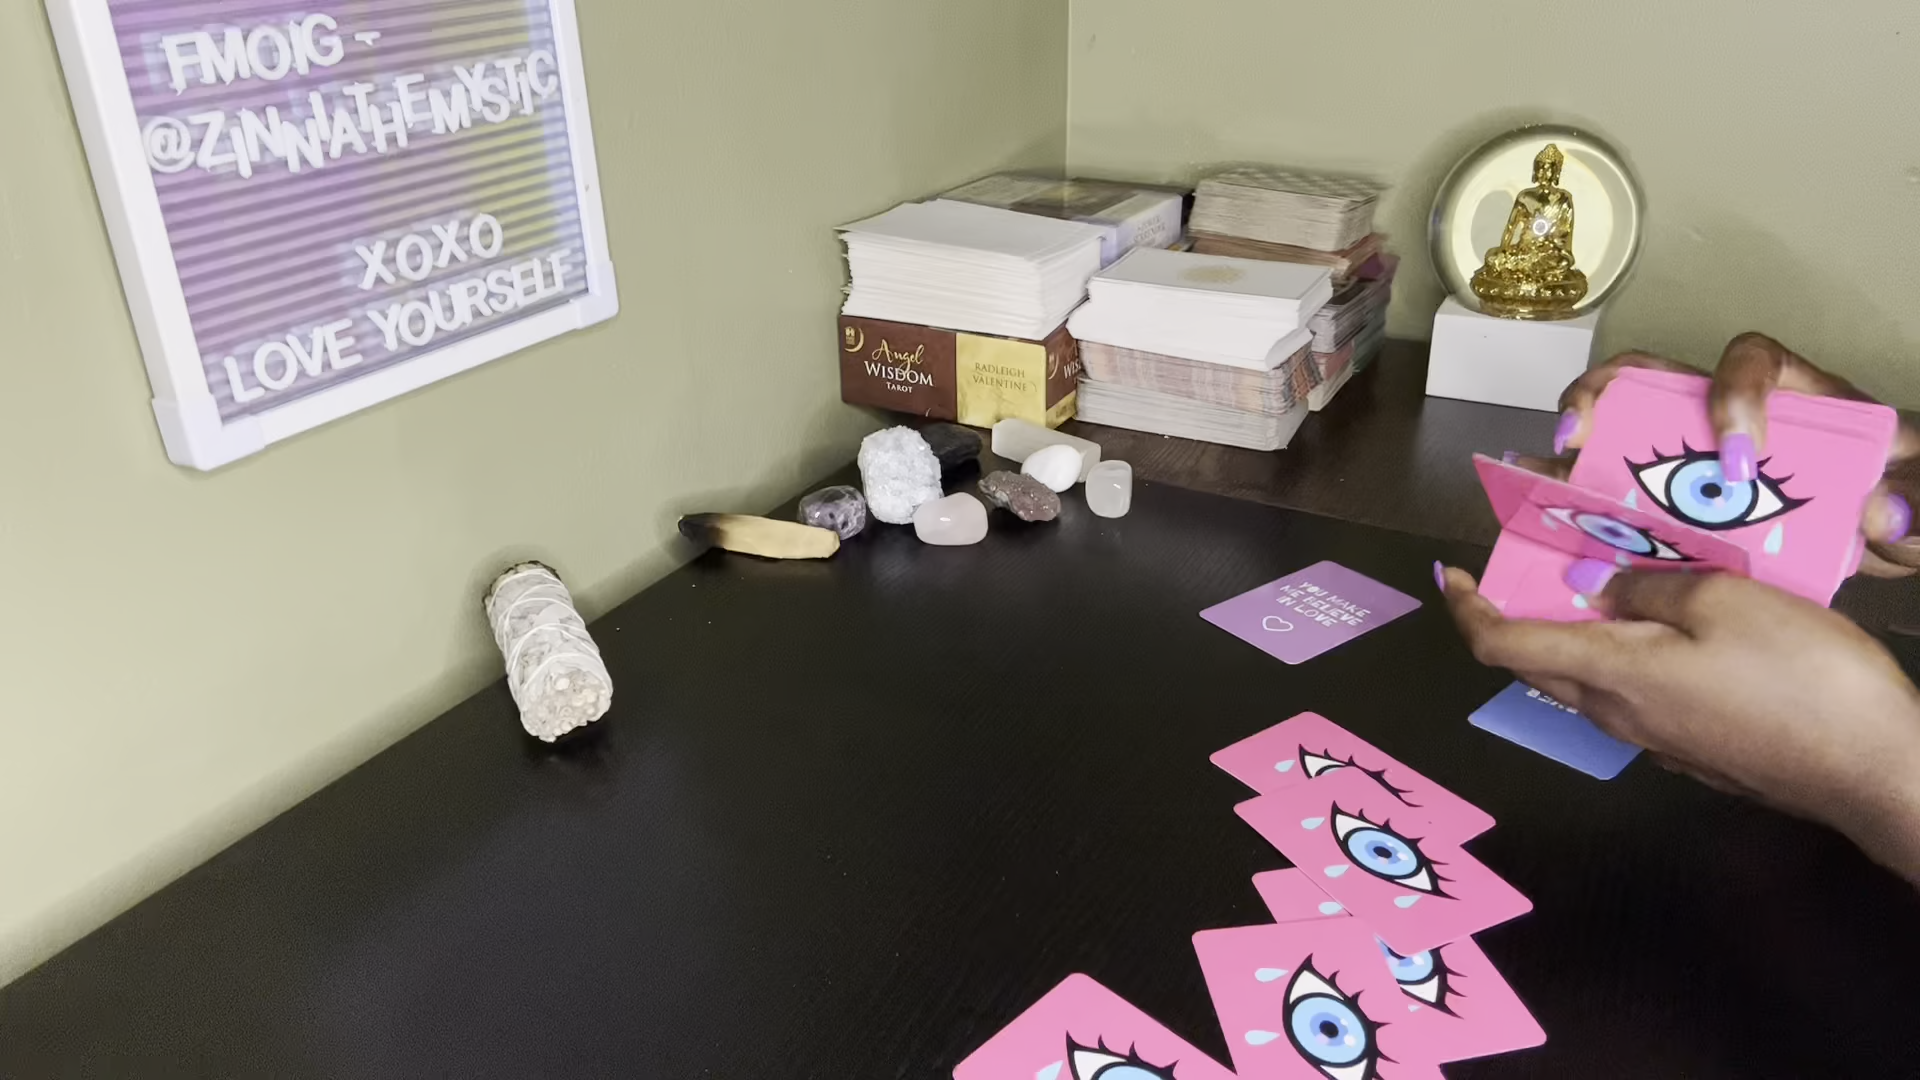 FMOIG -
@ZINNIATHEMYSTIC
XOXO
LOVE YOURSELF
Angel
WISDOM
TAROT
RADLEIGH
VALENTINE
YOU MAKE
ME BELIEVE
IN LOVE